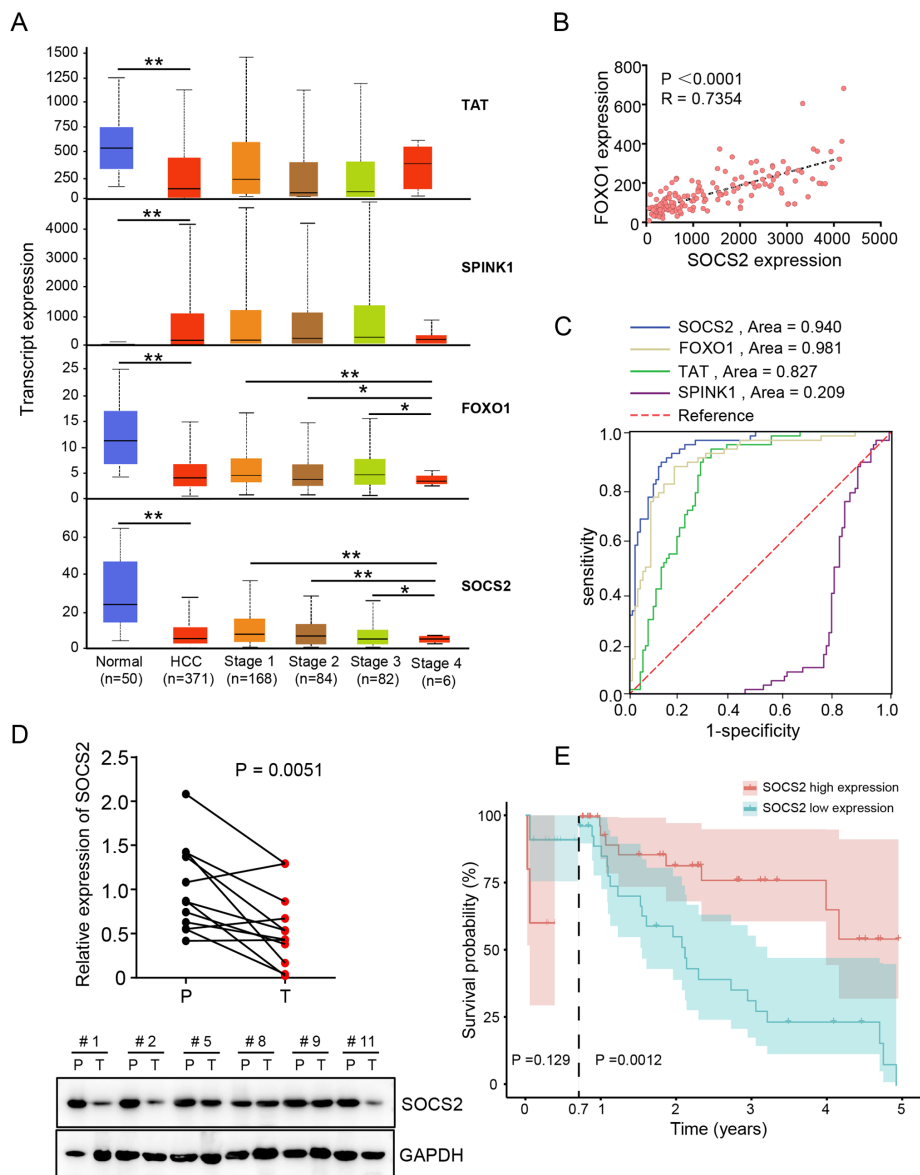 A
Transcript expression
1500
1250
1000
750
500
250
0
**
TAT
4000
3000
2000
1000
0
**
SPINK1
25
20
15
10
5
0
**
**
*
*
FOXO1
60
40
20
0
**
**
**
*
SOCS2
Normal HCC Stage 1 Stage 2 Stage 3 Stage 4
(n=50) (n=371) (n=168) (n=84) (n=82) (n=6)
B
FOXO1 expression
800
600
400
200
0
P <0.0001
R = 0.7354
0 1000 2000 3000 4000 5000
SOCS2 expression
C
SOCS2 , Area = 0.940
FOXO1 , Area = 0.981
TAT , Area = 0.827
SPINK1 , Area = 0.209
Reference
sensitivity
1.0
0.8
0.6
0.4
0.2
0.0
0.0 0.2 0.4 0.6 0.8 1.0
1-specificity
D
Relative expression of SOCS2
2.5
2.0
1.5
1.0
0.5
0
P = 0.0051
P T
# 1 # 2 # 5 # 8 # 9 # 11
P T P T P T P T P T P T
SOCS2
GAPDH
E
SOCS2 high expression
SOCS2 low expression
Survival probability (%)
100
75
50
25
0
P =0.129 P =0.0012
0 0.7 1 2 3 4 5
Time (years)